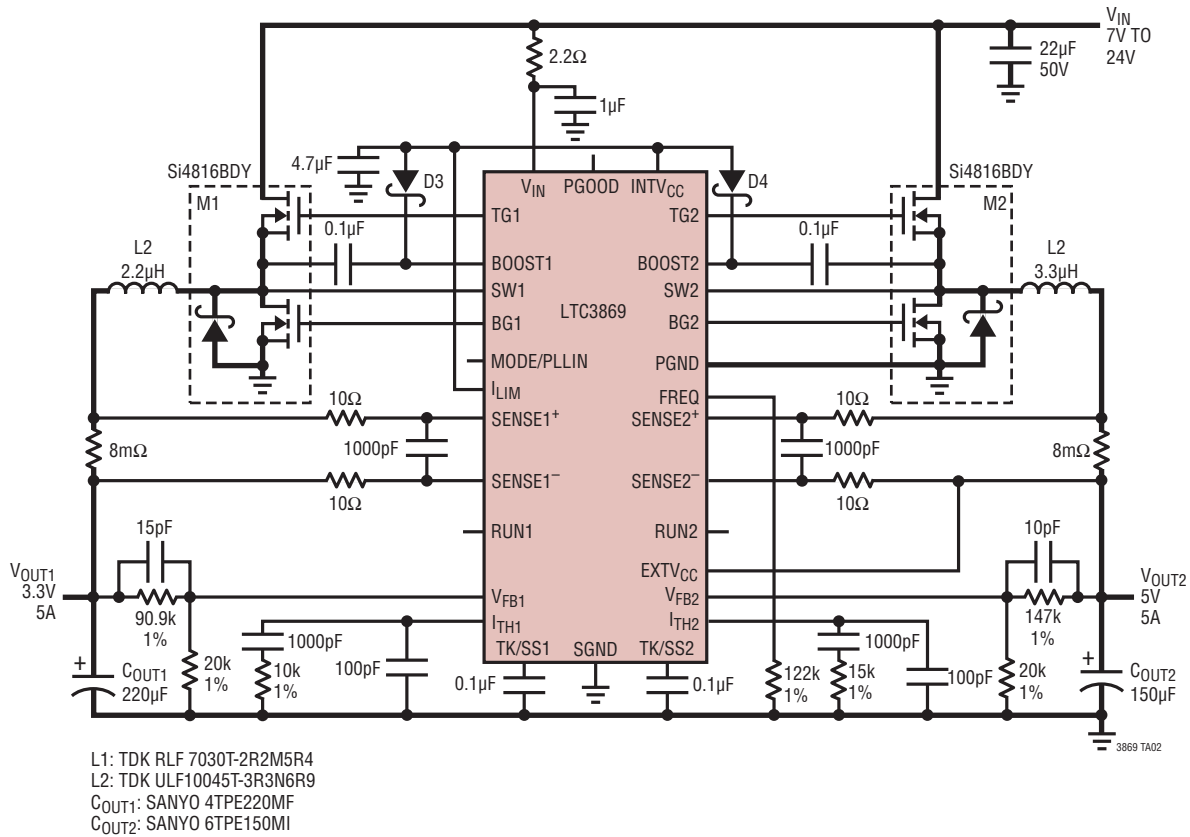 VIN
7V TO
24V
2.2Ω
22µF
50V
1µF
4.7µF
D3
D4
Si4816BDY
M1
Si4816BDY
M2
VIN
PGOOD
INTVCC
TG1
TG2
0.1µF
0.1µF
BOOST1
BOOST2
L2
2.2µH
L2
3.3µH
SW1
SW2
LTC3869
BG1
BG2
MODE/PLLIN
PGND
ILIM
FREQ
10Ω
10Ω
SENSE1+
SENSE2+
8mΩ
1000pF
1000pF
8mΩ
SENSE1–
SENSE2–
10Ω
10Ω
RUN1
RUN2
15pF
10pF
EXTVCC
VOUT1
3.3V
5A
VOUT2
5V
5A
VFB1
VFB2
90.9k
1%
147k
1%
ITH1
ITH2
TK/SS1
SGND
TK/SS2
1000pF
1000pF
+
COUT1
220µF
20k
1%
10k
1%
100pF
0.1µF
0.1µF
122k
1%
15k
1%
100pF
20k
1%
+
COUT2
150µF
3869 TA02
L1: TDK RLF 7030T-2R2M5R4
L2: TDK ULF10045T-3R3N6R9
COUT1: SANYO 4TPE220MF
COUT2: SANYO 6TPE150MI